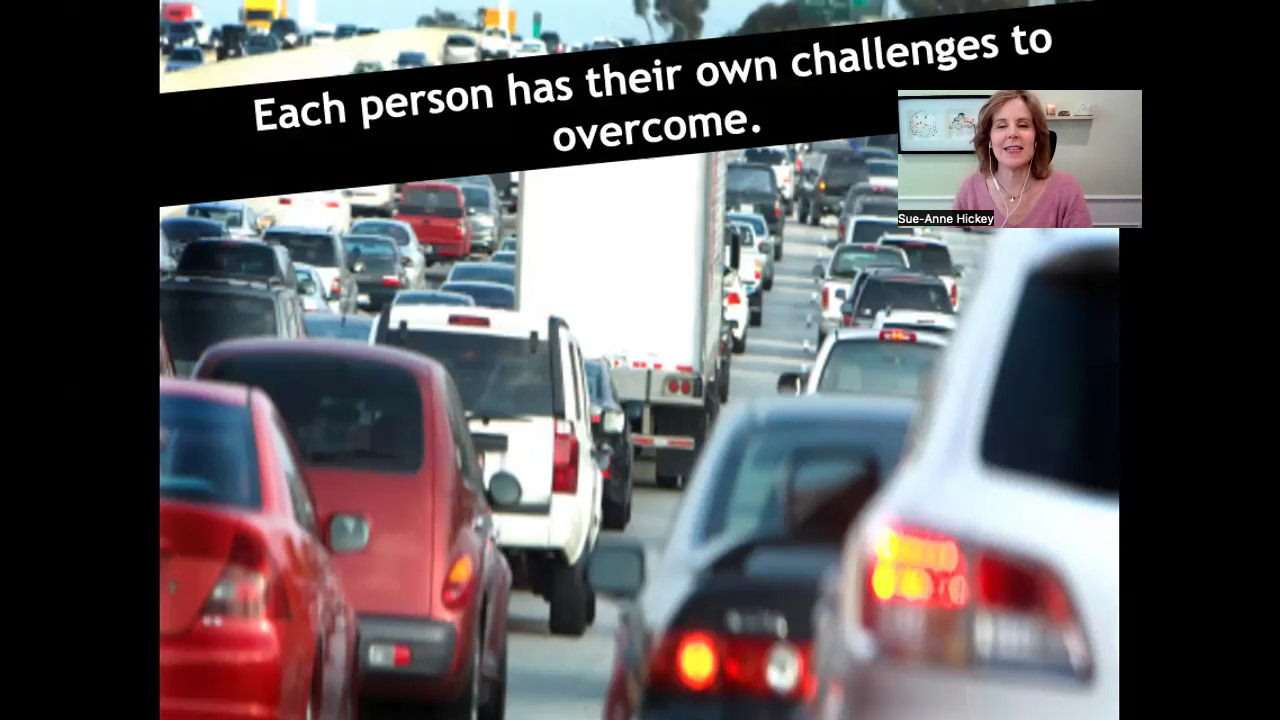 Each person has their own challenges to
overcome.
Sue-Anne Hickey